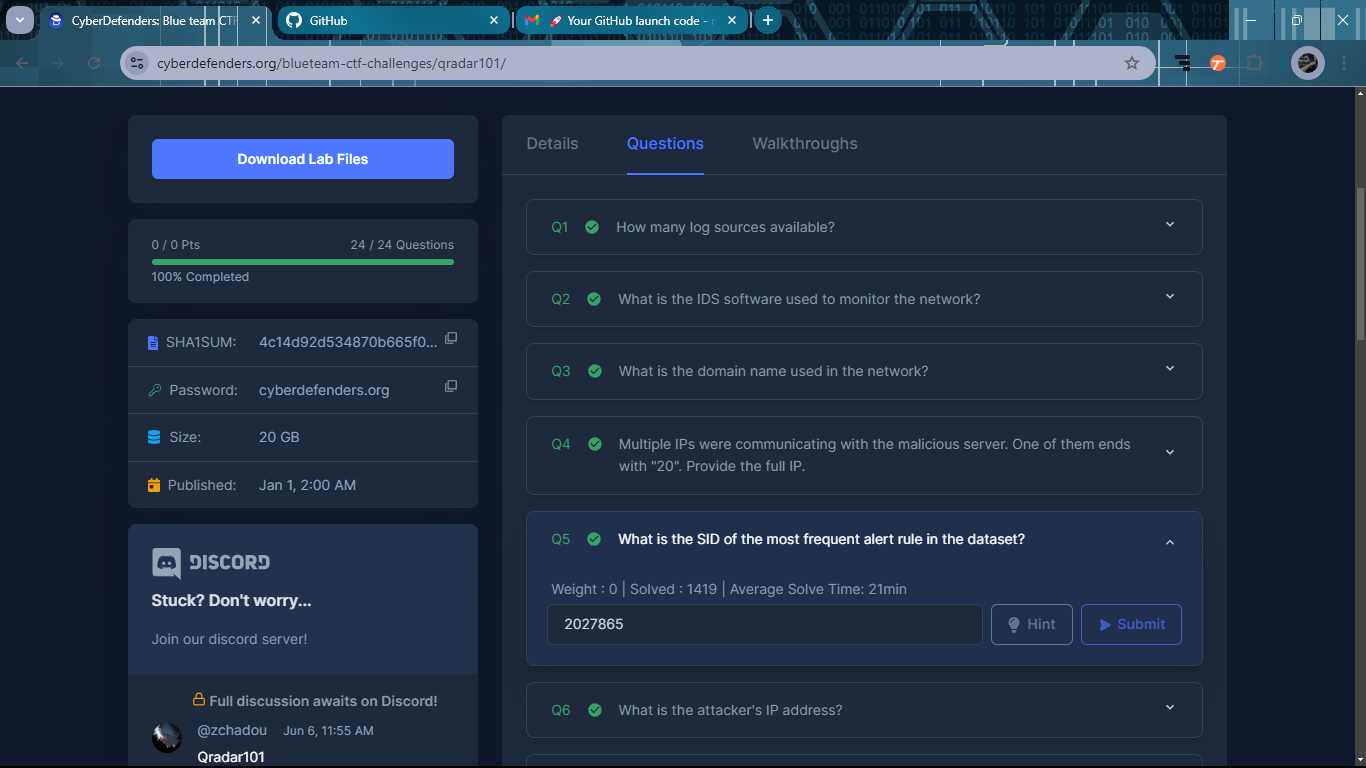 CyberDefenders: Blue team CTF
GitHub
🚀 Your GitHub launch code -
cyberdefenders.org/blueteam-ctf-challenges/qradar101/
Download Lab Files
0 / 0 Pts
24 / 24 Questions
100% Completed
SHA1SUM: 4c14d92d534870b665f0...
Password: cyberdefenders.org
Size: 20 GB
Published: Jan 1, 2:00 AM
DISCORD
Stuck? Don't worry...
Join our discord server!
Full discussion awaits on Discord!
@zchadou Jun 6, 11:55 AM
Qradar101
Details Questions Walkthroughs
Q1 How many log sources available?
Q2 What is the IDS software used to monitor the network?
Q3 What is the domain name used in the network?
Q4 Multiple IPs were communicating with the malicious server. One of them ends
with "20". Provide the full IP.
Q5 What is the SID of the most frequent alert rule in the dataset?
Weight : 0 | Solved : 1419 | Average Solve Time: 21min
2027865
Hint
Submit
Q6 What is the attacker's IP address?